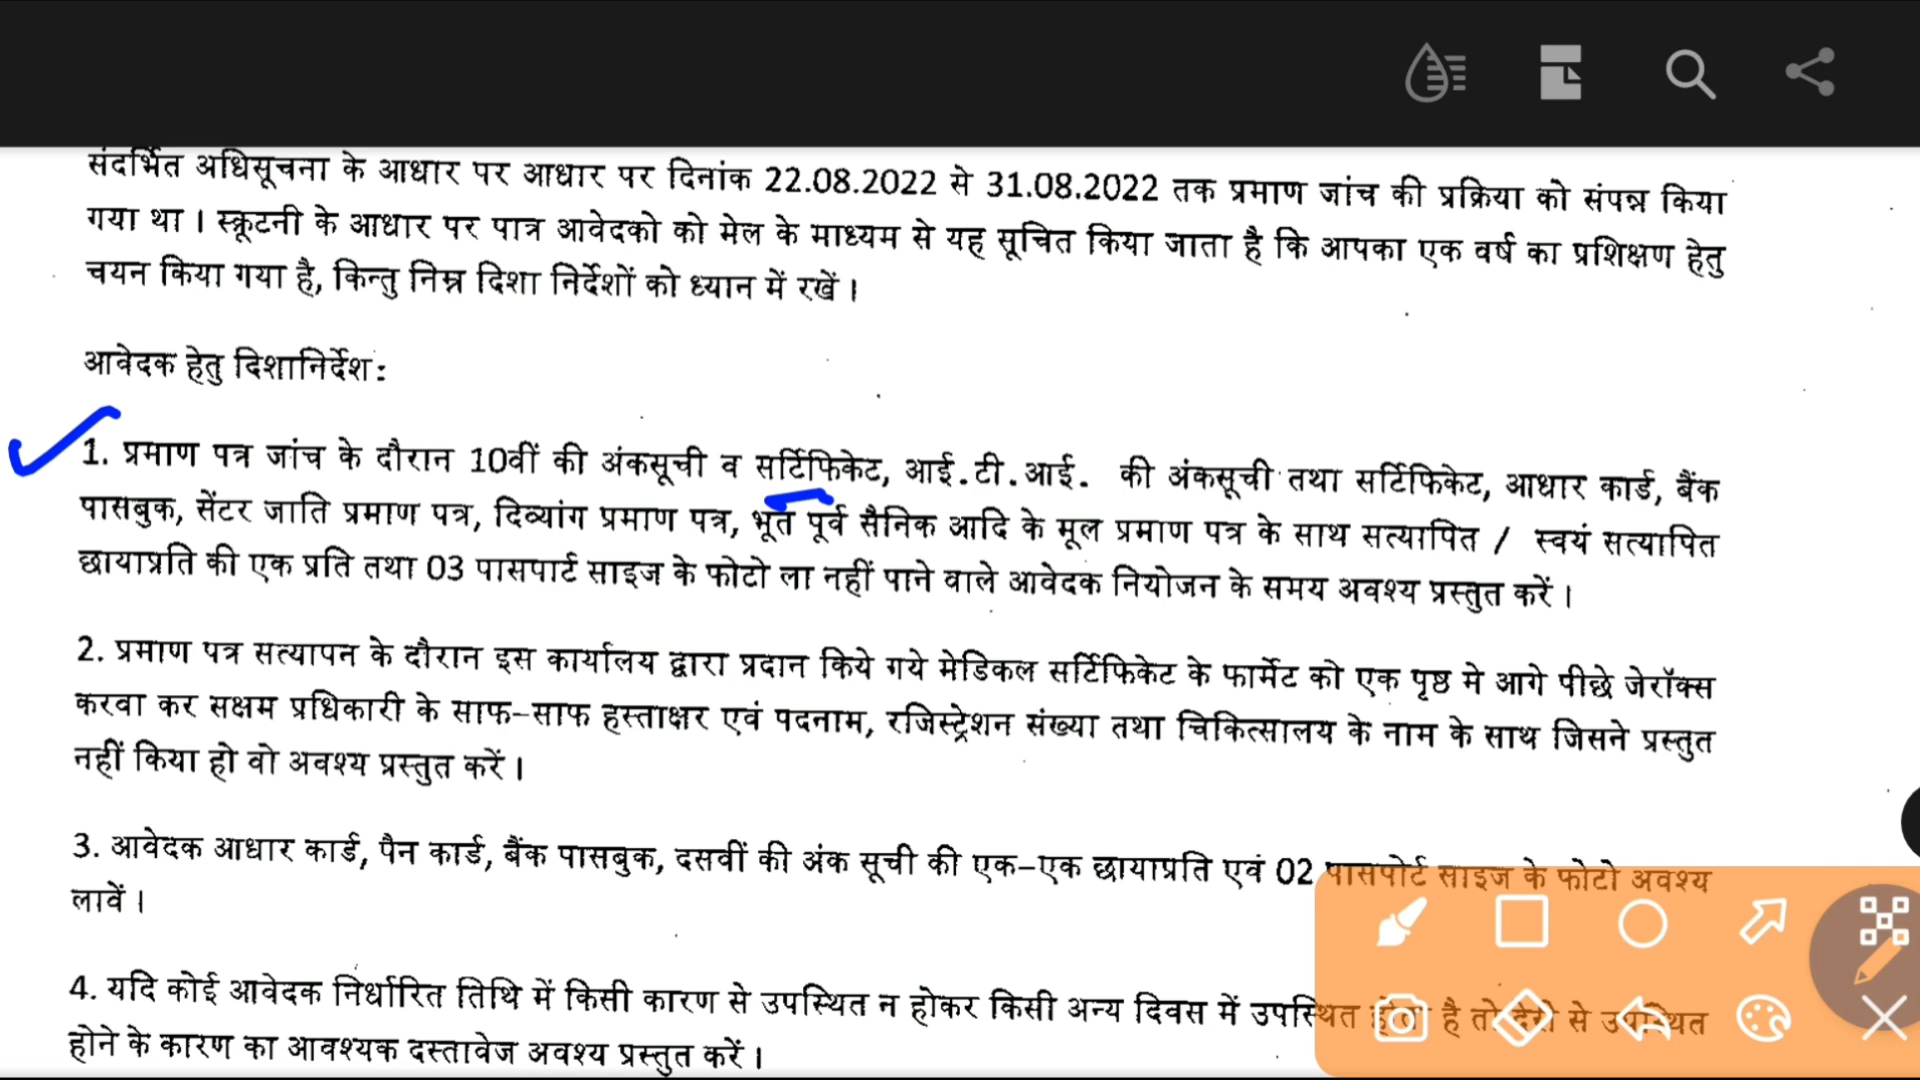 संदर्भित अधिसूचना के आधार पर आधार पर दिनांक 22.08.2022 से 31.08.2022 तक प्रमाण जांच की प्रक्रिया को संपन्न किया
गया था । स्क्रूटनी के आधार पर पात्र आवेदको को मेल के माध्यम से यह सूचित किया जाता है कि आपका एक वर्ष का प्रशिक्षण हेतु
चयन किया गया है, किन्तु निम्न दिशा निर्देशों को ध्यान में रखें ।
आवेदक हेतु दिशानिर्देश:
1. प्रमाण पत्र जांच के दौरान 10वीं की अंकसूची व सर्टिफिकेट, आई.टी.आई. की अंकसूची तथा सर्टिफिकेट, आधार कार्ड, बैंक
पासबुक, सेंटर जाति प्रमाण पत्र, दिव्यांग प्रमाण पत्र, भूत पूर्व सैनिक आदि के मूल प्रमाण पत्र के साथ सत्यापित / स्वयं सत्यापित
छायाप्रति की एक प्रति तथा 03 पासपार्ट साइज के फोटो ला नहीं पाने वाले आवेदक नियोजन के समय अवश्य प्रस्तुत करें ।
2. प्रमाण पत्र सत्यापन के दौरान इस कार्यालय द्वारा प्रदान किये गये मेडिकल सर्टिफिकेट के फार्मेट को एक पृष्ठ मे आगे पीछे जेरॉक्स
करवा कर सक्षम प्रधिकारी के साफ-साफ हस्ताक्षर एवं पदनाम, रजिस्ट्रेशन संख्या तथा चिकित्सालय के नाम के साथ जिसने प्रस्तुत
नहीं किया हो वो अवश्य प्रस्तुत करें ।
3. आवेदक आधार कार्ड, पैन कार्ड, बैंक पासबुक, दसवीं की अंक सूची की एक-एक छायाप्रति एवं 02 पासपोर्ट साइज के फोटो अवश्य
लावें ।
4. यदि कोई आवेदक निर्धारित तिथि में किसी कारण से उपस्थित न होकर किसी अन्य दिवस में उपस्थित होता है तो देरी से उपस्थित
होने के कारण का आवश्यक दस्तावेज अवश्य प्रस्तुत करें ।